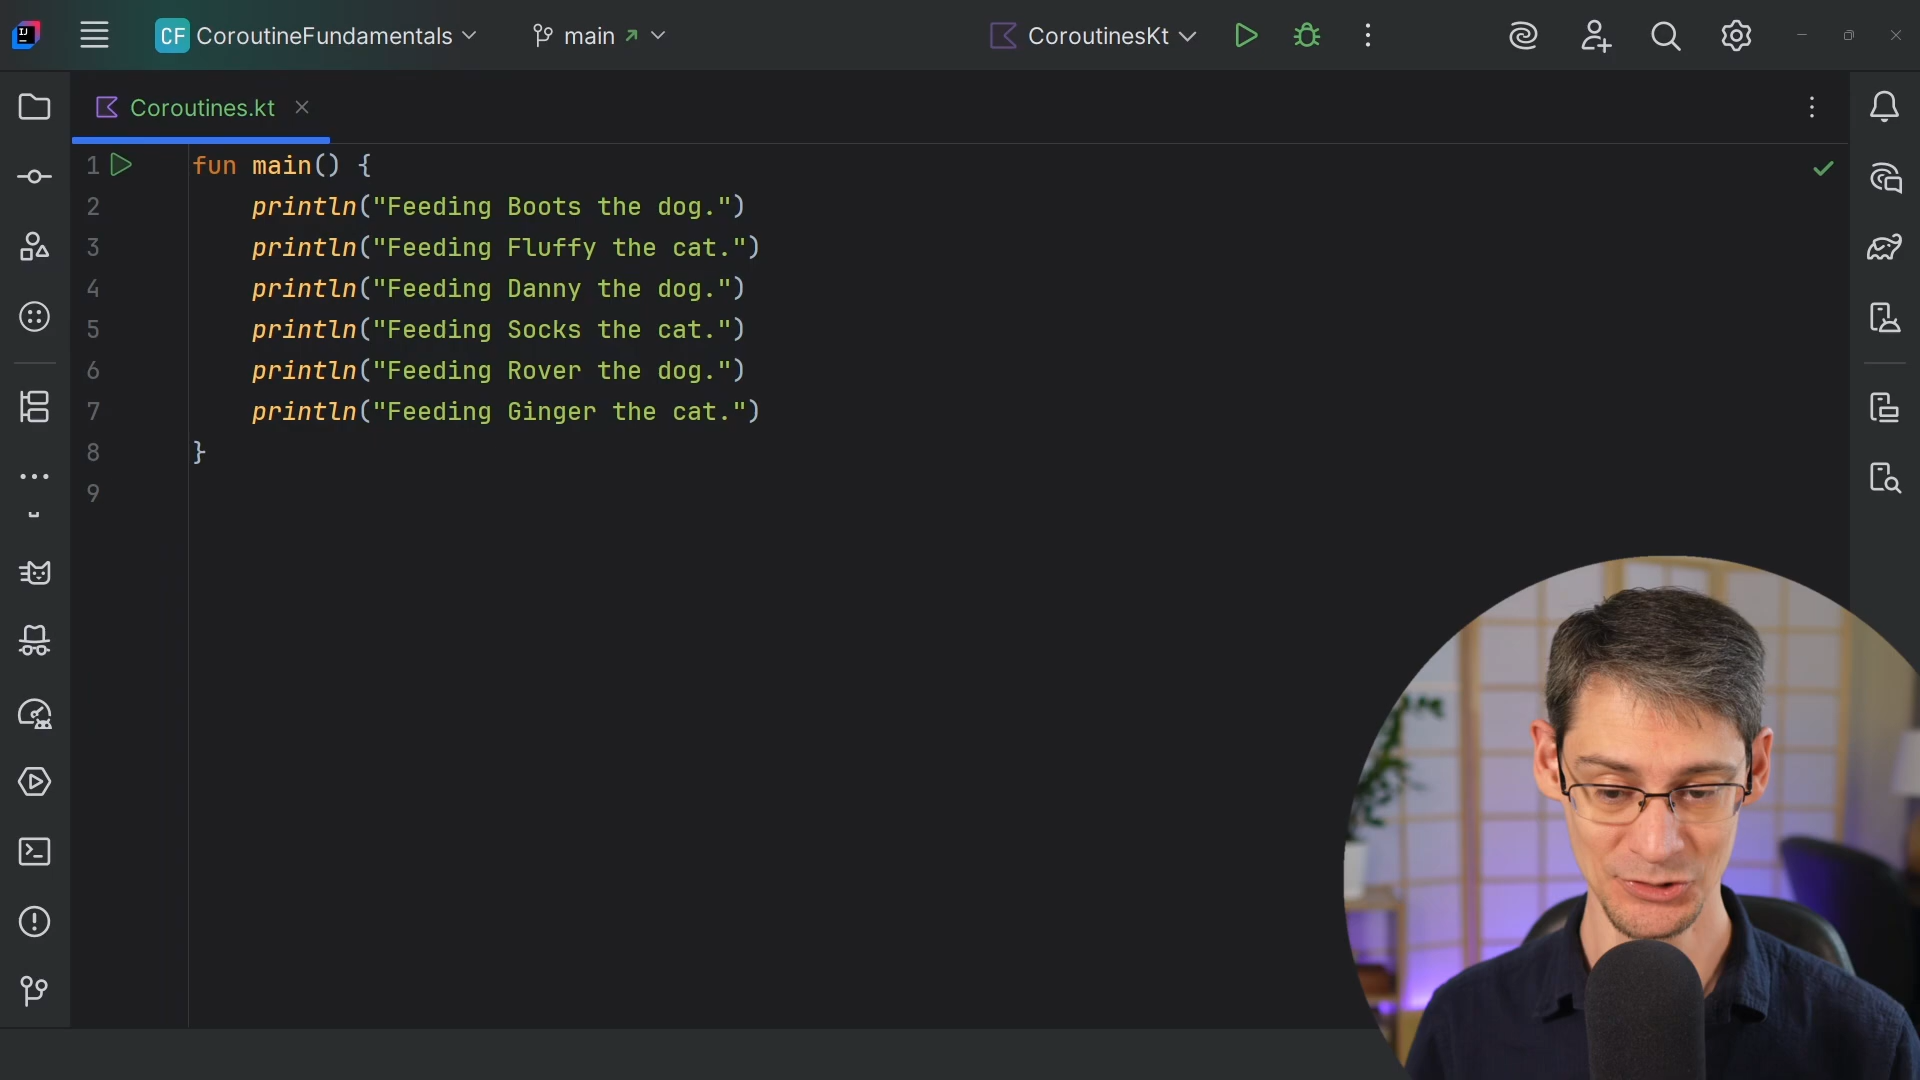 CF CoroutineFundamentals main CoroutinesKt
Coroutines.kt
1 fun main() {
2 println("Feeding Boots the dog.")
3 println("Feeding Fluffy the cat.")
4 println("Feeding Danny the dog.")
5 println("Feeding Socks the cat.")
6 println("Feeding Rover the dog.")
7 println("Feeding Ginger the cat.")
8 }
9